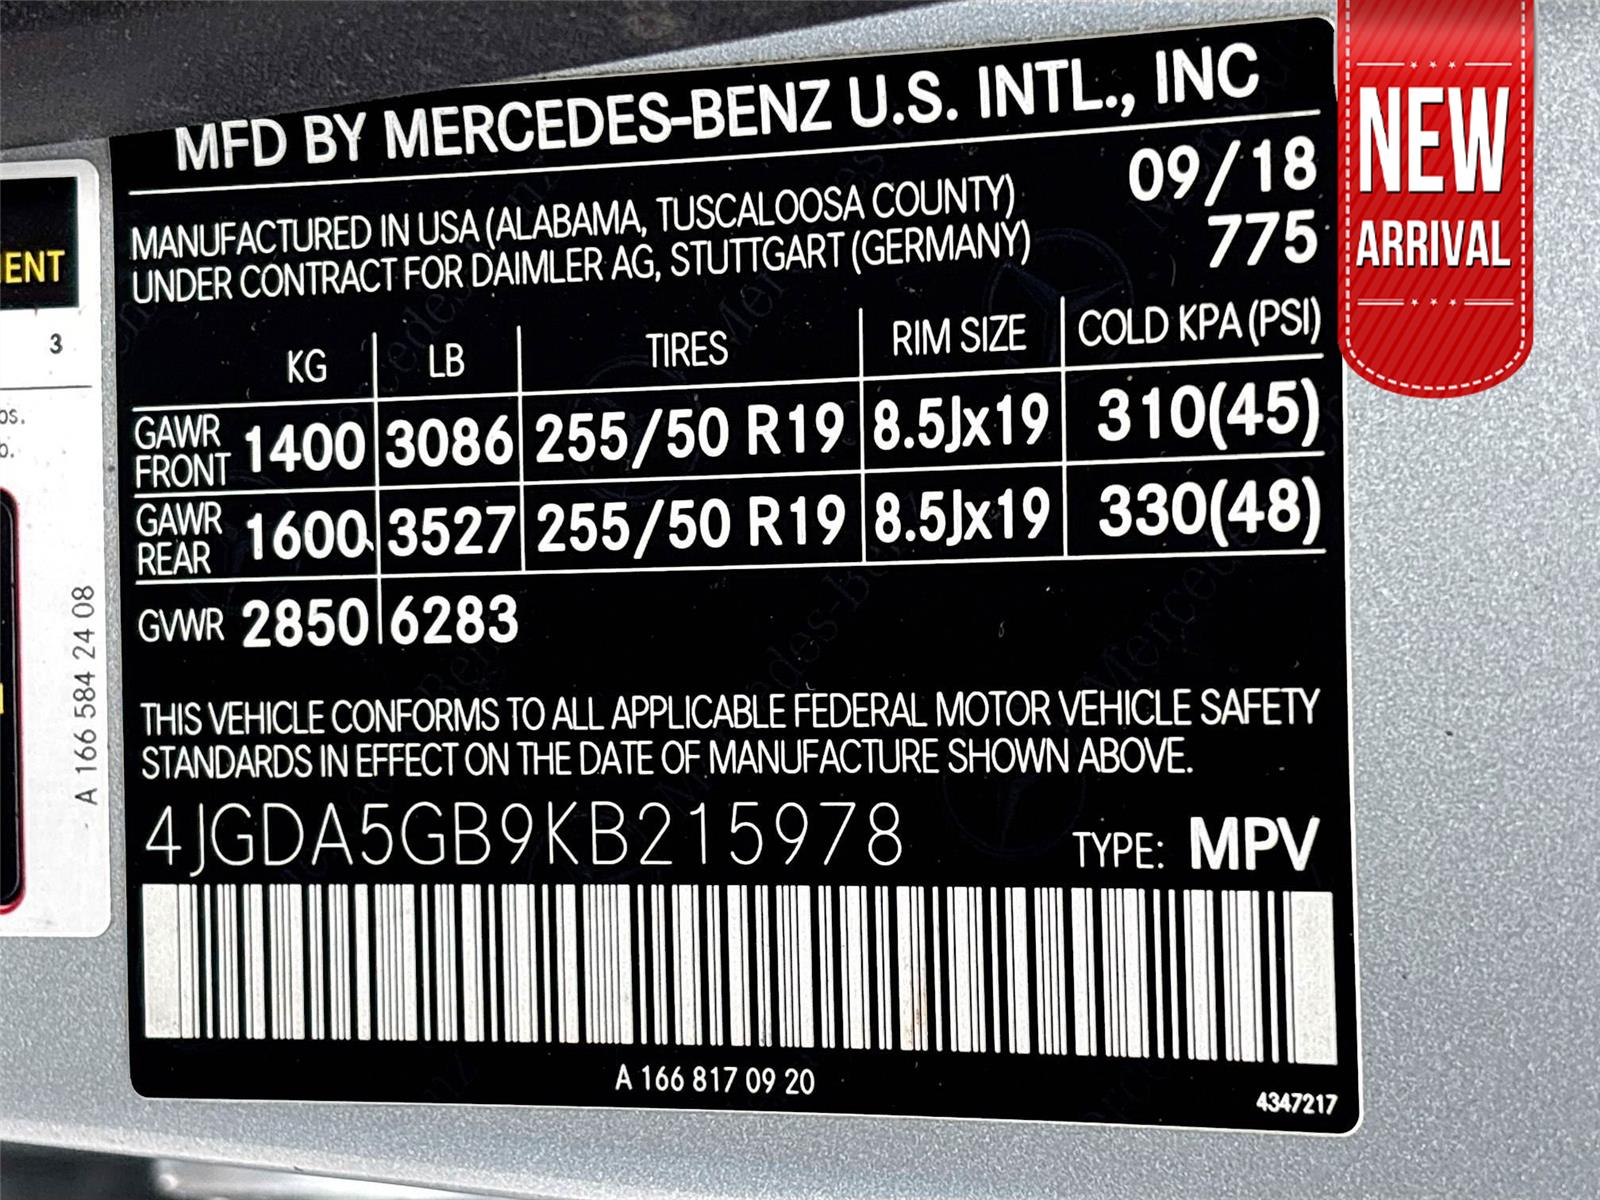 MFD BY MERCEDES-BENZ U.S. INTL., INC
MANUFACTURED IN USA (ALABAMA, TUSCALOOSA COUNTY)
UNDER CONTRACT FOR DAIMLER AG, STUTTGART (GERMANY)
09/18
775
KG LB TIRES RIM SIZE COLD KPA (PSI)
GAWR FRONT 1400 3086 255/50 R19 8.5Jx19 310(45)
GAWR REAR 1600 3527 255/50 R19 8.5Jx19 330(48)
GVWR 2850 6283
THIS VEHICLE CONFORMS TO ALL APPLICABLE FEDERAL MOTOR VEHICLE SAFETY
STANDARDS IN EFFECT ON THE DATE OF MANUFACTURE SHOWN ABOVE.
4JGDA5GB9KB215978 TYPE: MPV
A 166 817 09 20
4347217
NEW
ARRIVAL
3
A 166 584 24 08